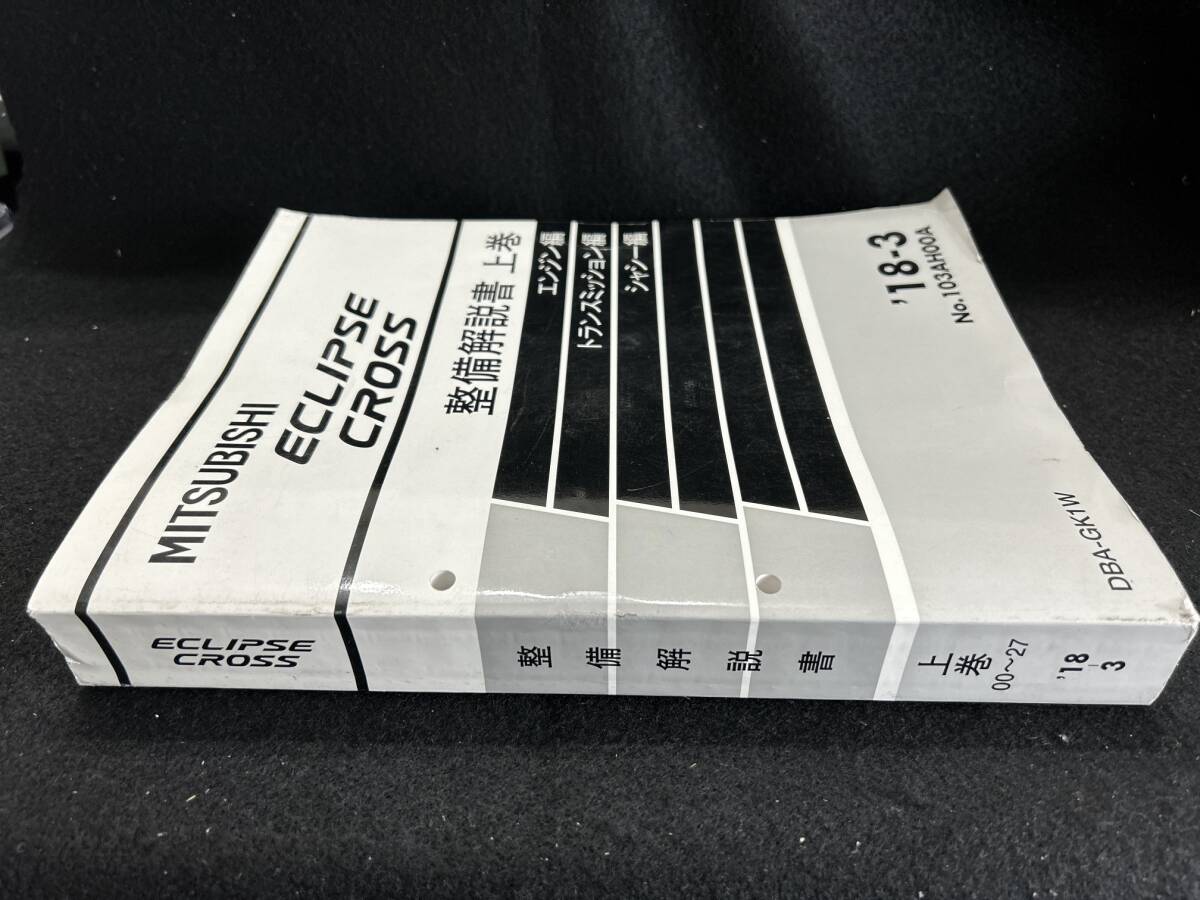 MITSUBISHI
ECLIPSE
CROSS
整備解説書 上巻
エンジン編
トランスミッション編
シャシー編
'18-3
No.103AH00A
DBA-GK1W
ECLIPSE
CROSS
整備解説書
上巻
00〜27
'18-3